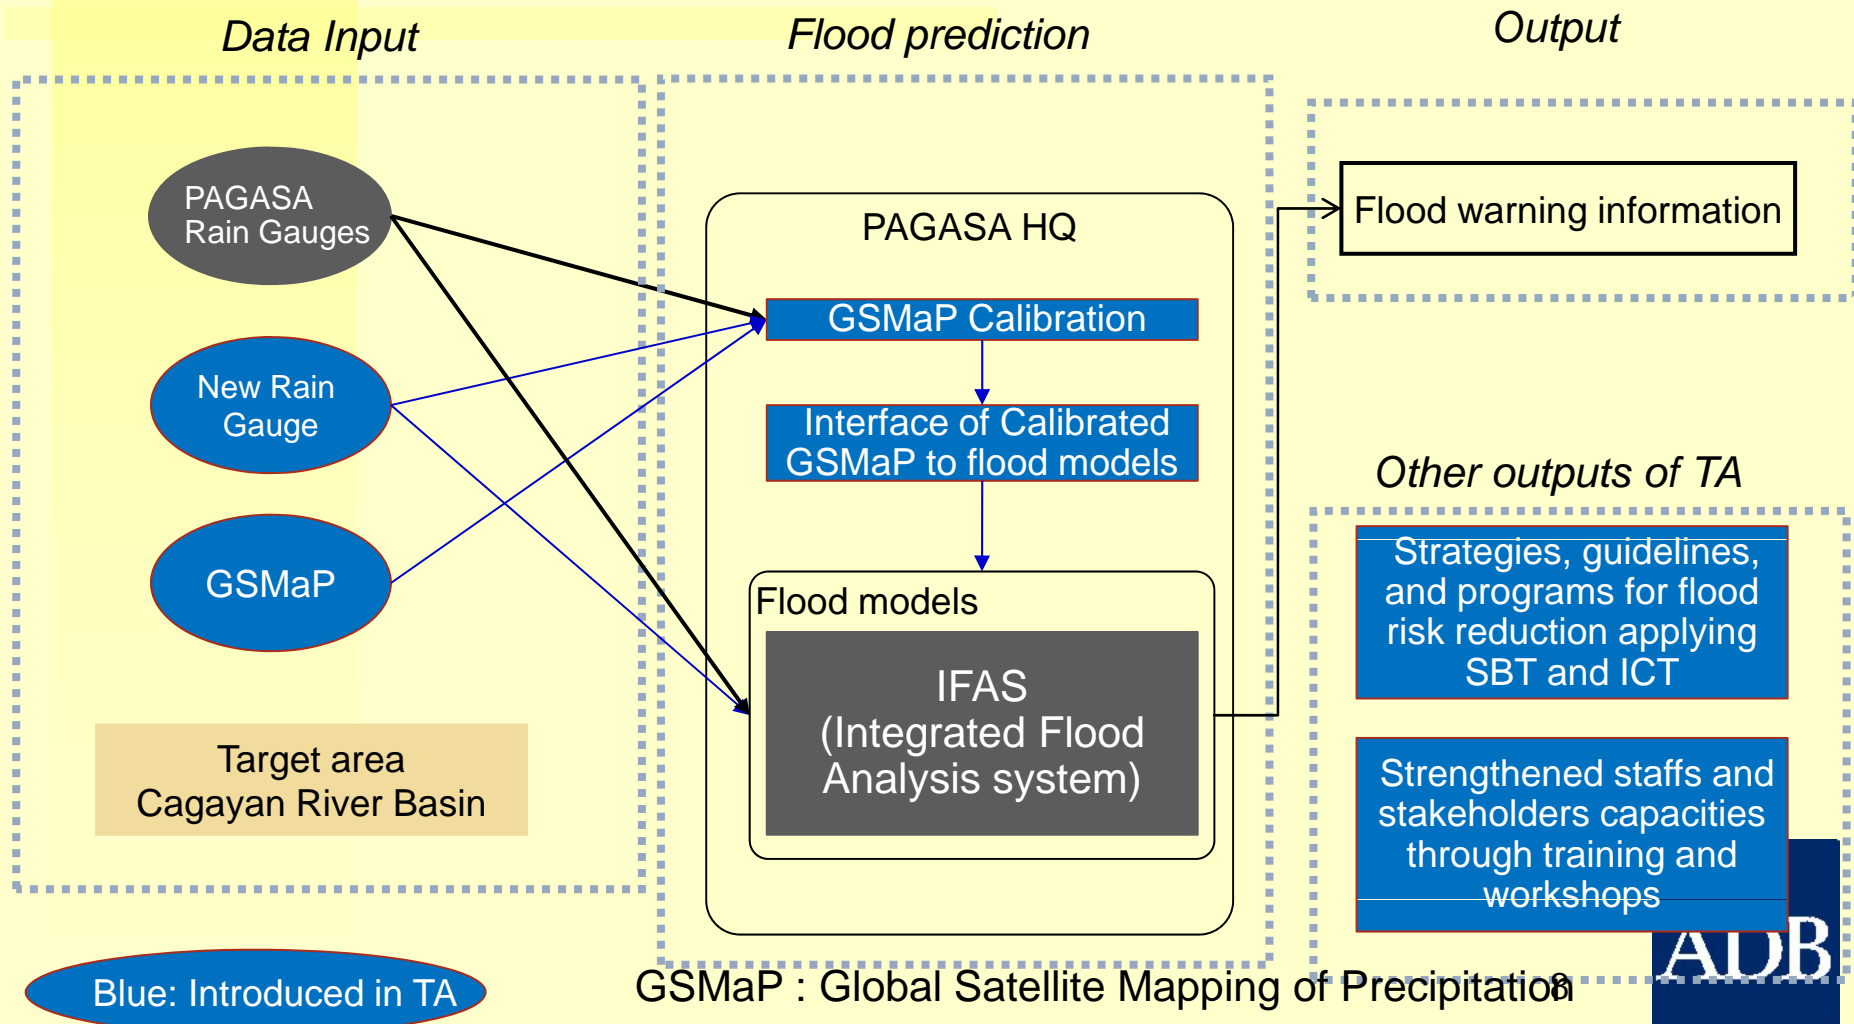 Data Input
Flood prediction
Output
PAGASA
Rain Gauges
New Rain
Gauge
GSMaP
Target area
Cagayan River Basin
Blue: Introduced in TA
PAGASA HQ
GSMaP Calibration
Interface of Calibrated
GSMaP to flood models
Flood models
IFAS
(Integrated Flood
Analysis system)
Flood warning information
Other outputs of TA
Strategies, guidelines,
and programs for flood
risk reduction applying
SBT and ICT
Strengthened staffs and
stakeholders capacities
through training and
workshops
GSMaP : Global Satellite Mapping of Precipitation
8
ADB